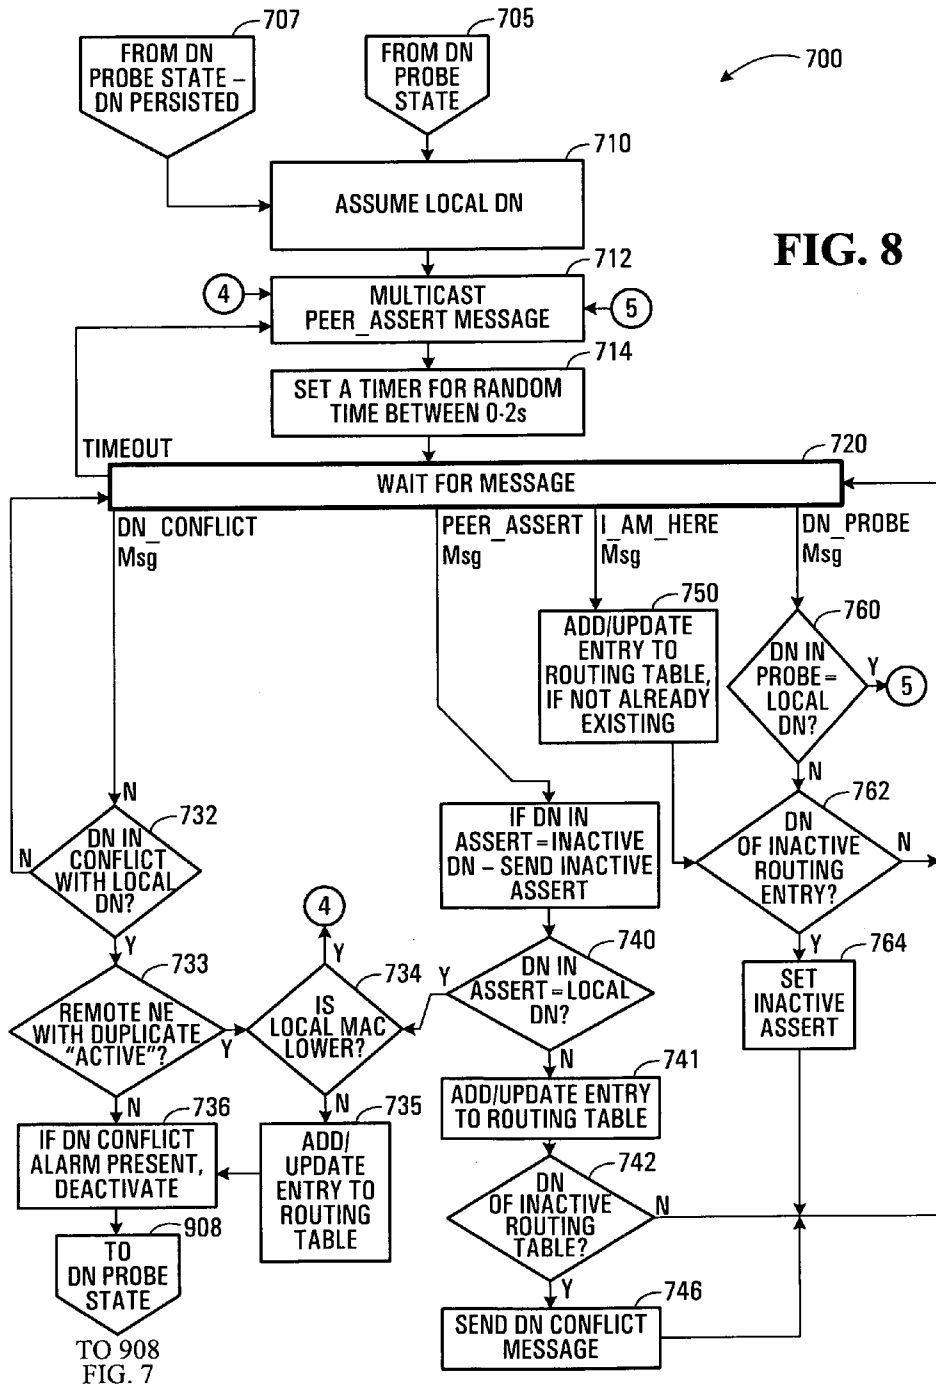 707
705
FROM DN
PROBE STATE –
DN PERSISTED
FROM DN
PROBE
STATE
700
710
ASSUME LOCAL DN
FIG. 8
712
4
MULTICAST
PEER_ASSERT MESSAGE
5
714
SET A TIMER FOR RANDOM
TIME BETWEEN 0-2s
TIMEOUT
720
WAIT FOR MESSAGE
DN_CONFLICT
Msg
PEER_ASSERT
Msg
I_AM_HERE
Msg
DN_PROBE
Msg
750
ADD/UPDATE
ENTRY TO
ROUTING TABLE,
IF NOT ALREADY
EXISTING
760
DN IN
PROBE=
LOCAL
DN?
Y
5
N
N
732
DN IN
CONFLICT
WITH LOCAL
DN?
N
Y
IF DN IN
ASSERT=INACTIVE
DN – SEND INACTIVE
ASSERT
762
DN
OF INACTIVE
ROUTING
ENTRY?
N
Y
4
Y
733
REMOTE NE
WITH DUPLICATE
“ACTIVE”?
Y
N
734
IS
LOCAL MAC
LOWER?
N
740
Y
DN IN
ASSERT=LOCAL
DN?
N
764
SET
INACTIVE
ASSERT
736
IF DN CONFLICT
ALARM PRESENT,
DEACTIVATE
735
ADD/
UPDATE
ENTRY TO
ROUTING
TABLE
741
ADD/UPDATE ENTRY
TO ROUTING TABLE
742
DN
OF INACTIVE
ROUTING
TABLE?
N
Y
908
TO
DN PROBE
STATE
746
SEND DN CONFLICT
MESSAGE
TO 908
FIG. 7